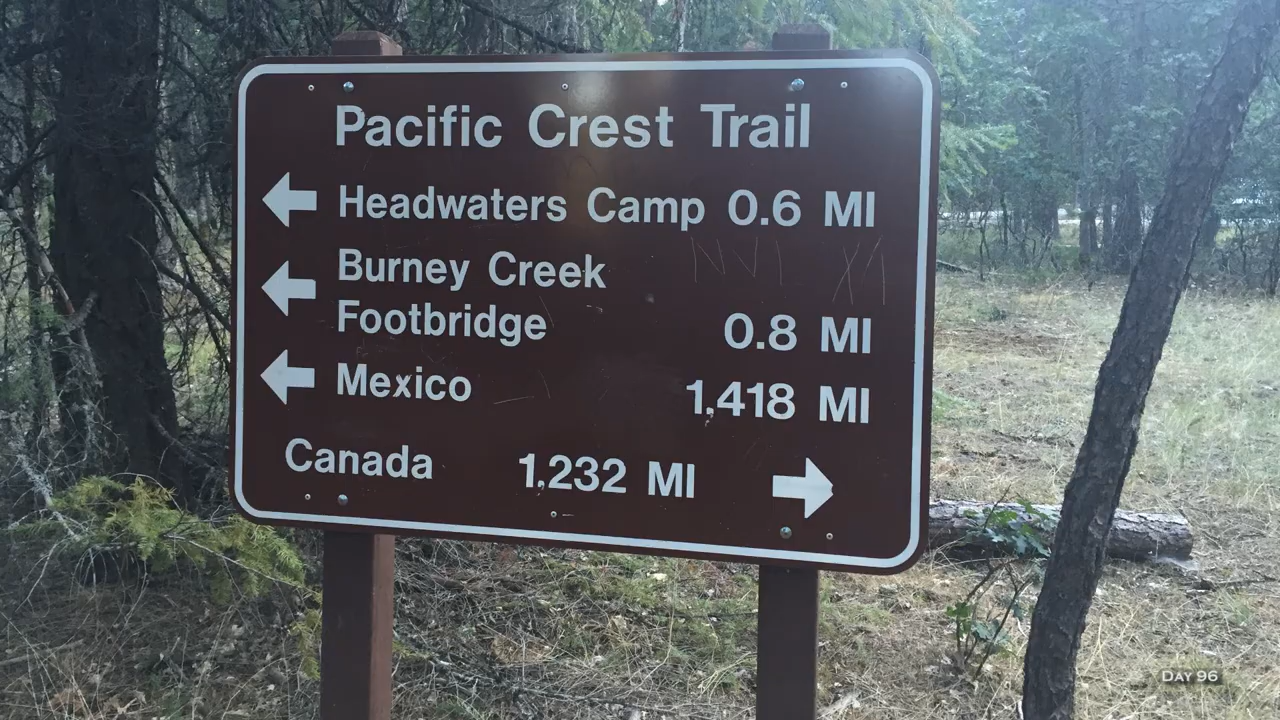 Pacific Crest Trail
Headwaters Camp 0.6 MI
Burney Creek
Footbridge 0.8 MI
Mexico 1,418 MI
Canada 1,232 MI
DAY 96